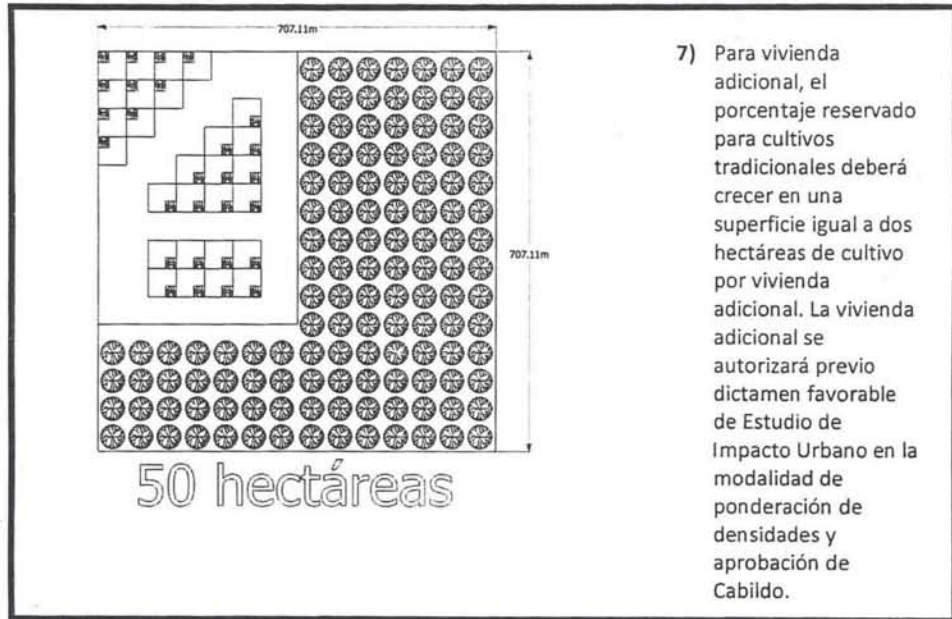 707.11m
707.11m
50 hectáreas
7) Para vivienda
adicional, el
porcentaje reservado
para cultivos
tradicionales deberá
crecer en una
superficie igual a dos
hectáreas de cultivo
por vivienda
adicional. La vivienda
adicional se
autorizará previo
dictamen favorable
de Estudio de
Impacto Urbano en la
modalidad de
ponderación de
densidades y
aprobación de
Cabildo.